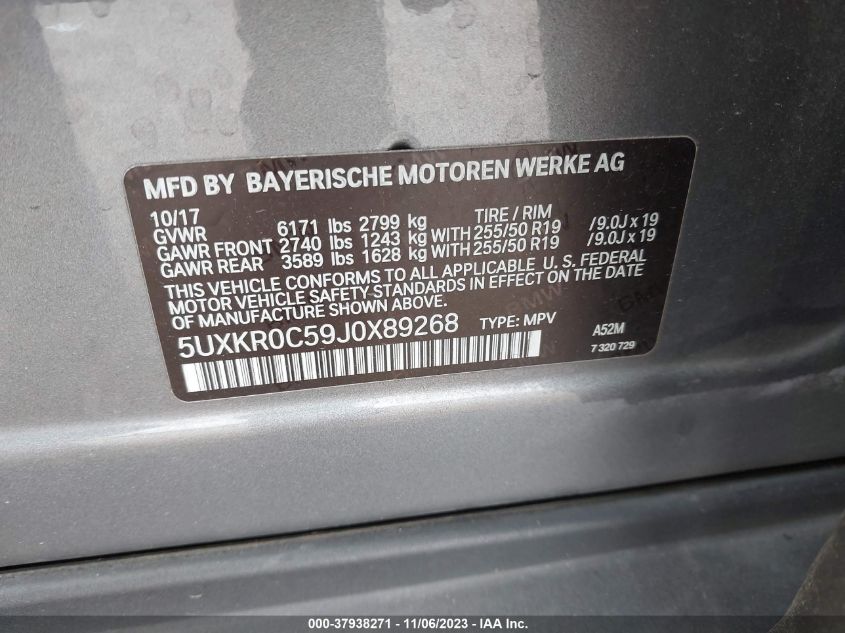 MFD BY BAYERISCHE MOTOREN WERKE AG
10/17 TIRE / RIM
GVWR 6171 lbs 2799 kg
GAWR FRONT 2740 lbs 1243 kg WITH 255/50 R19 /9.0J x 19
GAWR REAR 3589 lbs 1628 kg WITH 255/50 R19 /9.0J x 19
THIS VEHICLE CONFORMS TO ALL APPLICABLE U. S. FEDERAL
MOTOR VEHICLE SAFETY STANDARDS IN EFFECT ON THE DATE
OF MANUFACTURE SHOWN ABOVE.
5UXKR0C59J0X89268 TYPE: MPV A52M
7 320 729
000-37938271 - 11/06/2023 - Copyright © 2023 IAA, Inc.